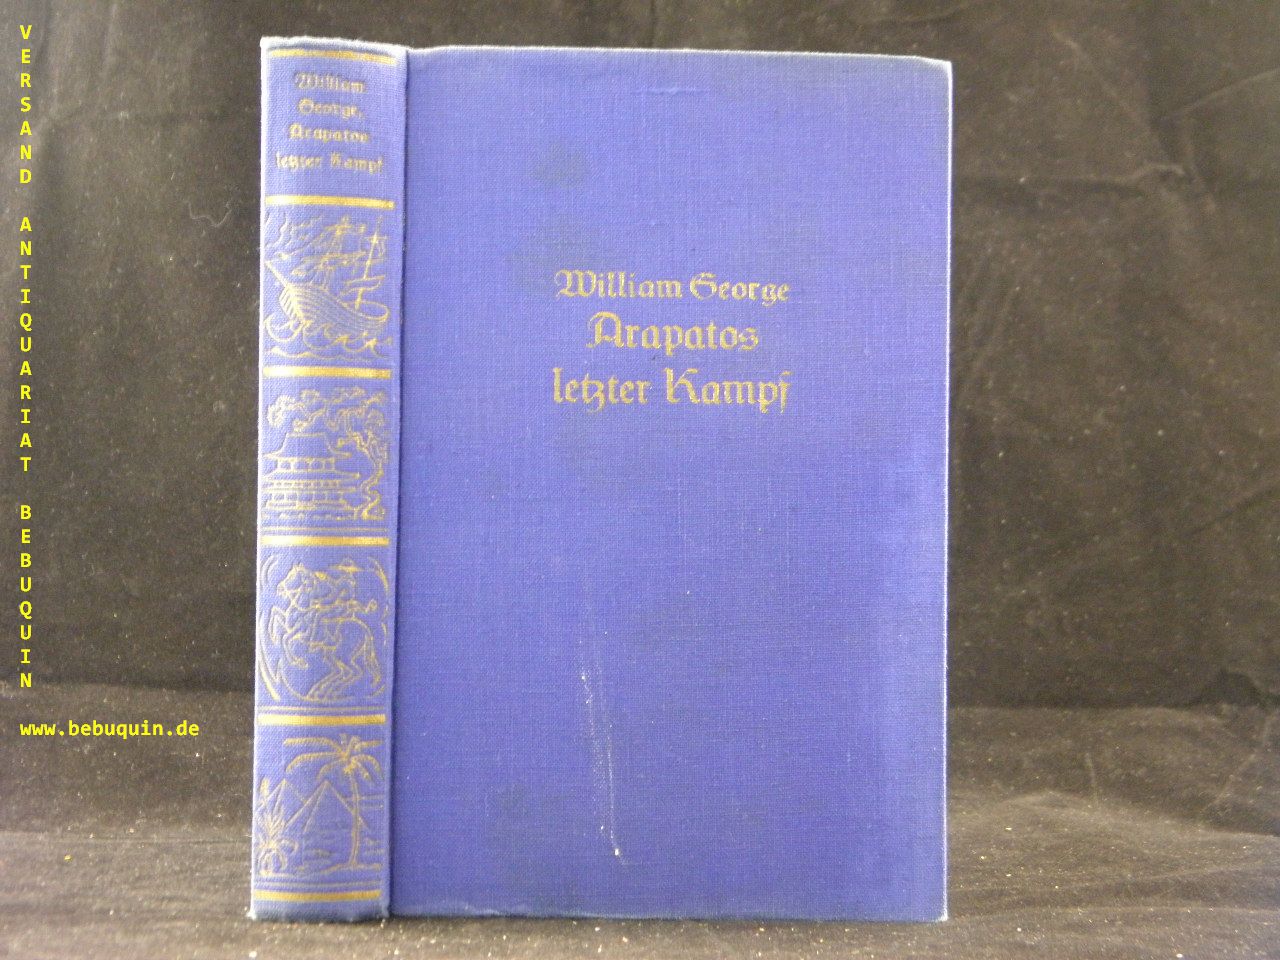 VERSAND ANTIQUARIAT BEBUQUIN
www.bebuquin.de
William
George,
Arapatos
letzter Kampf
William George
Arapatos
letzter Kampf